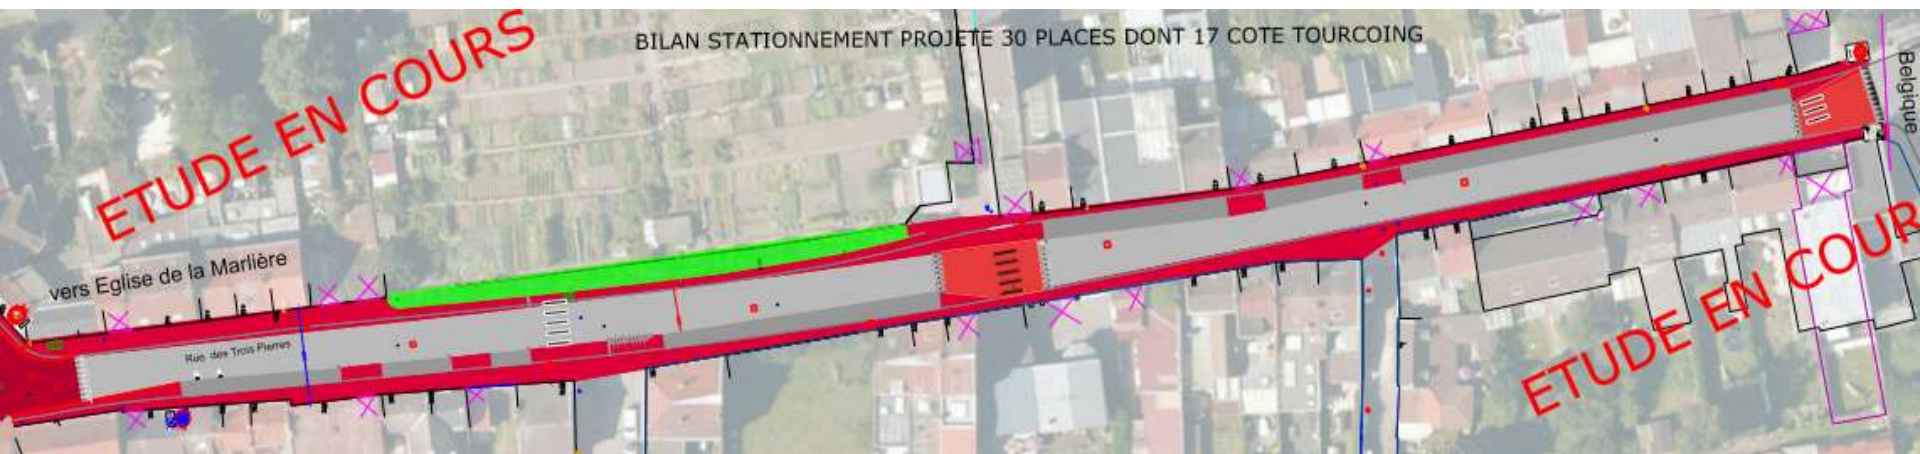 BILAN STATIONNEMENT PROJETE 30 PLACES DONT 17 COTE TOURCOING
ETUDE EN COURS
Belgique
vers Eglise de la Marlière
Rue des Trois Pierres
ETUDE EN COUR